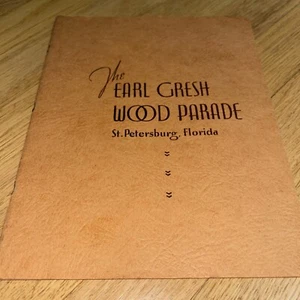 The
EARL GRESH
WOOD PARADE
St. Petersburg, Florida